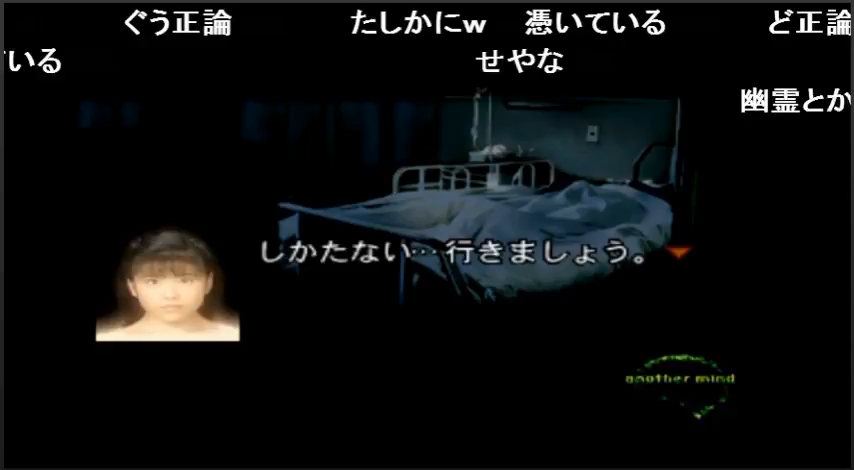 ぐう正論 たしかにw 憑いている ど正論
いる せやな
幽霊とか
しかたない…行きましょう。
another mind